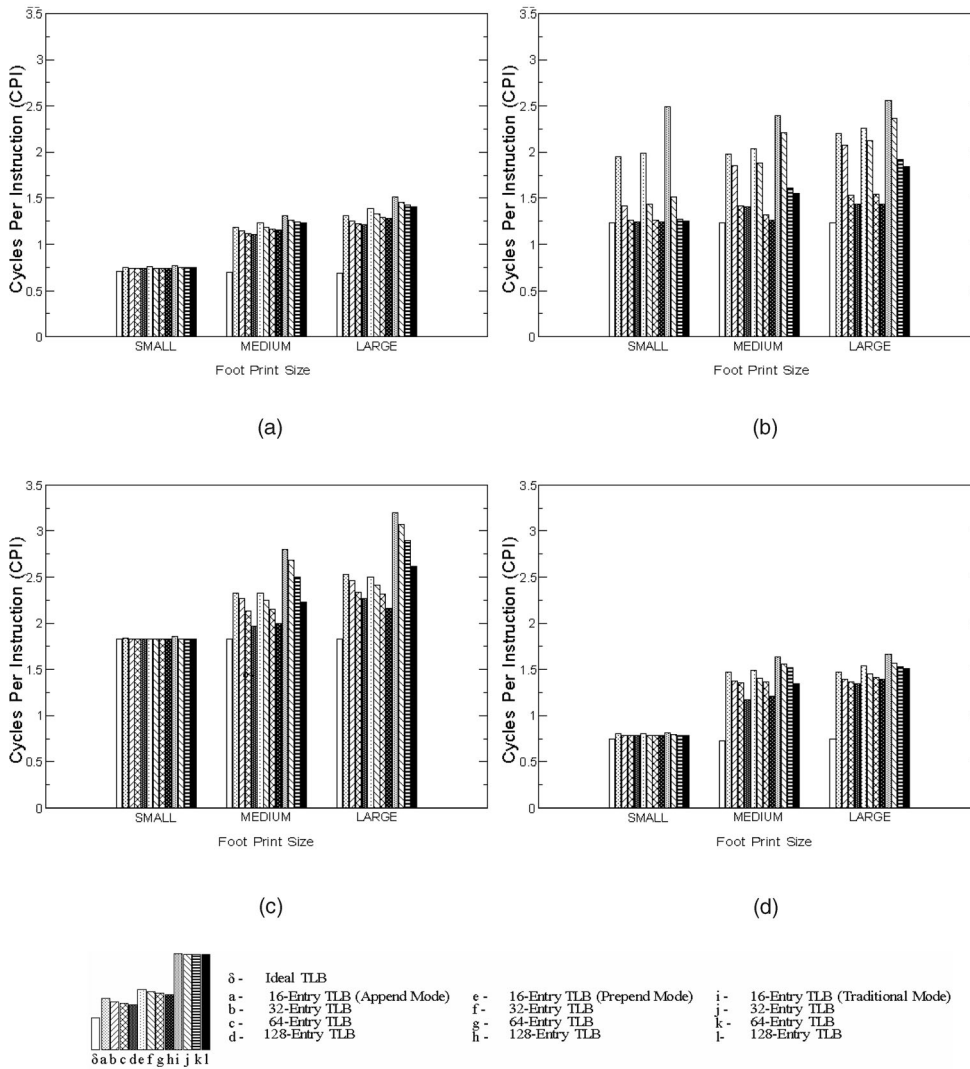 3.5
3
2.5
2
1.5
1
0.5
0
Cycles Per Instruction (CPI)
SMALL MEDIUM LARGE
Foot Print Size
(a)
3.5
3
2.5
2
1.5
1
0.5
0
Cycles Per Instruction (CPI)
SMALL MEDIUM LARGE
Foot Print Size
(b)
3.5
3
2.5
2
1.5
1
0.5
0
Cycles Per Instruction (CPI)
SMALL MEDIUM LARGE
Foot Print Size
(c)
3.5
3
2.5
2
1.5
1
0.5
0
Cycles Per Instruction (CPI)
SMALL MEDIUM LARGE
Foot Print Size
(d)
δ a b c d e f g h i j k l
δ - Ideal TLB
a - 16-Entry TLB (Append Mode)
b - 32-Entry TLB
c - 64-Entry TLB
d - 128-Entry TLB
e - 16-Entry TLB (Prepend Mode)
f - 32-Entry TLB
g - 64-Entry TLB
h - 128-Entry TLB
i - 16-Entry TLB (Traditional Mode)
j - 32-Entry TLB
k - 64-Entry TLB
l- 128-Entry TLB